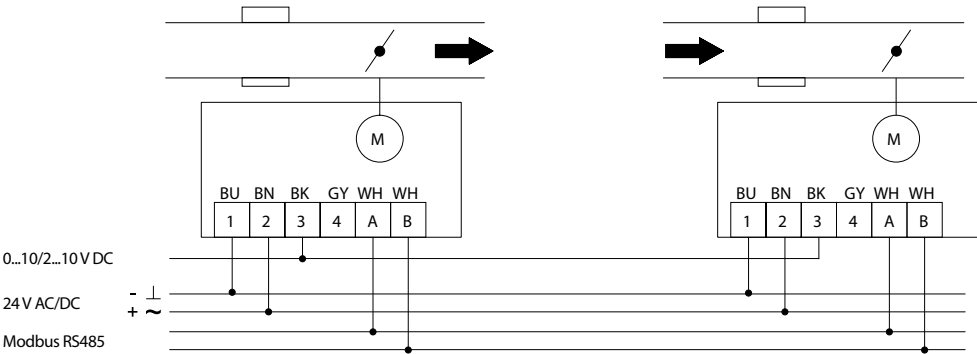 M M
BU BN BK GY WH WH BU BN BK GY WH WH
1 2 3 4 A B 1 2 3 4 A B
0...10/2...10 V DC
24 V AC/DC - ⊥
+ ~
Modbus RS485